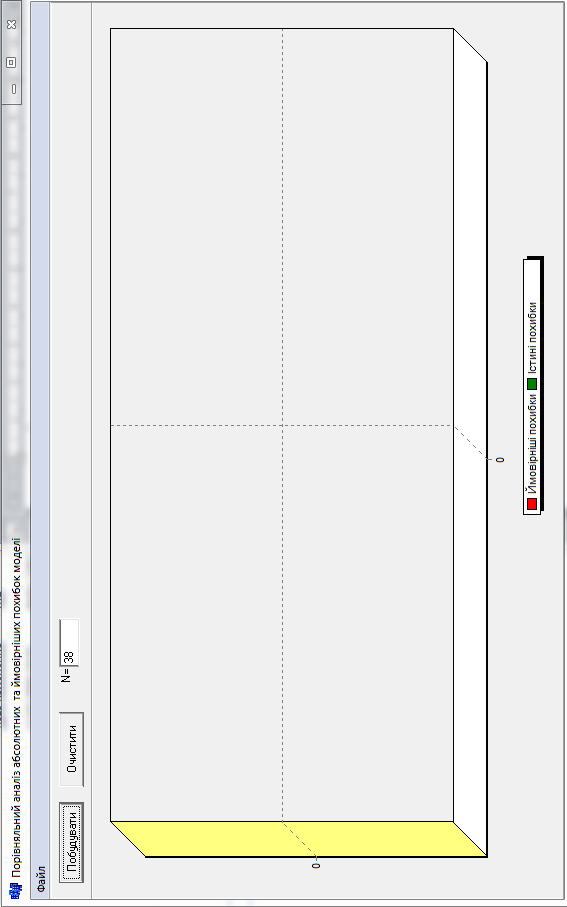 Порівняльний аналіз абсолютних та ймовірніших похибок моделі
Файл
Побудувати
Очистити
N= 38
0
0
Ймовірніші похибки Істині похибки